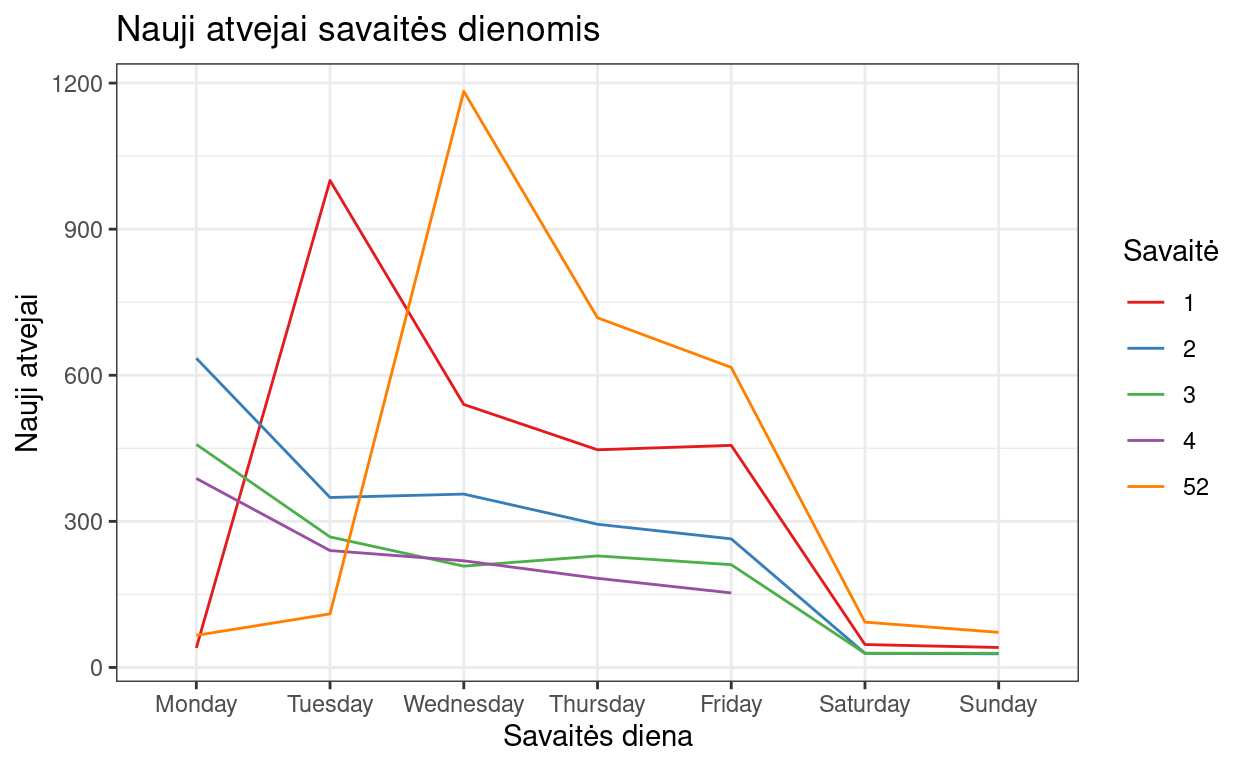 Nauji atvejai savaitės dienomis
1200
900
600
300
0
Nauji atvejai
Monday Tuesday Wednesday Thursday Friday Saturday Sunday
Savaitės diena
Savaitė
1
2
3
4
52